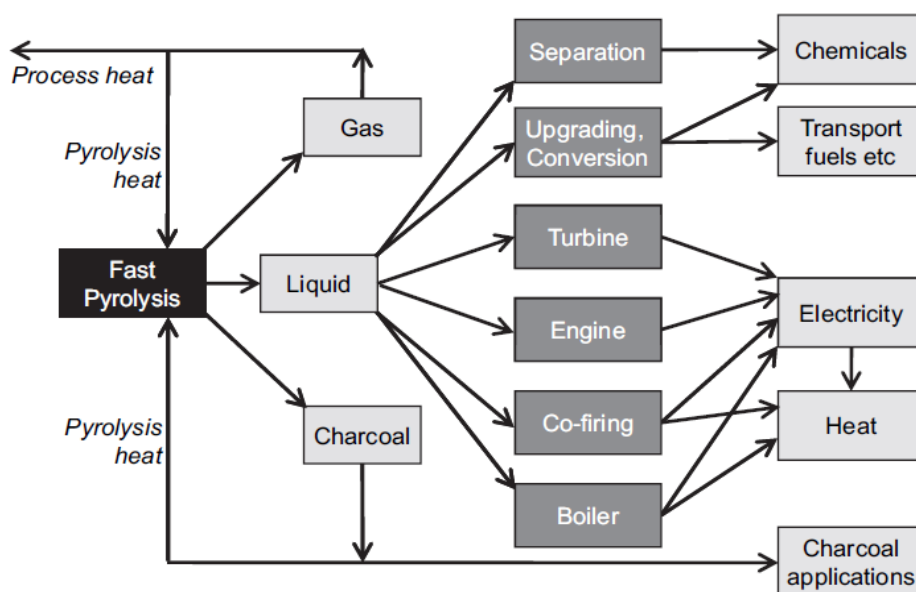 Process heat
Pyrolysis
heat
Gas
Fast
Pyrolysis
Liquid
Pyrolysis
heat
Charcoal
Separation
Upgrading,
Conversion
Turbine
Engine
Co-firing
Boiler
Chemicals
Transport
fuels etc
Electricity
Heat
Charcoal
applications